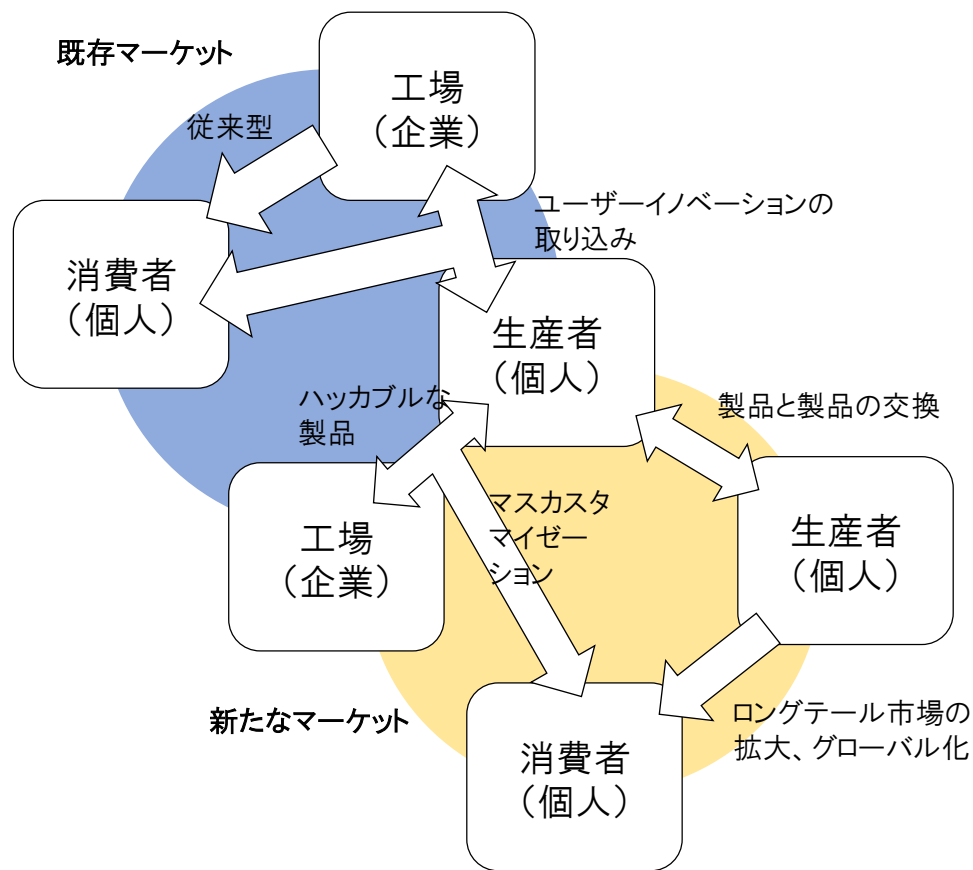 既存マーケット
工場
（企業）
従来型
ユーザーイノベーションの
取り込み
消費者
（個人）
生産者
（個人）
ハッカブルな
製品
製品と製品の交換
マスカスタ
マイゼー
ション
工場
（企業）
生産者
（個人）
新たなマーケット
ロングテール市場の
拡大、グローバル化
消費者
（個人）